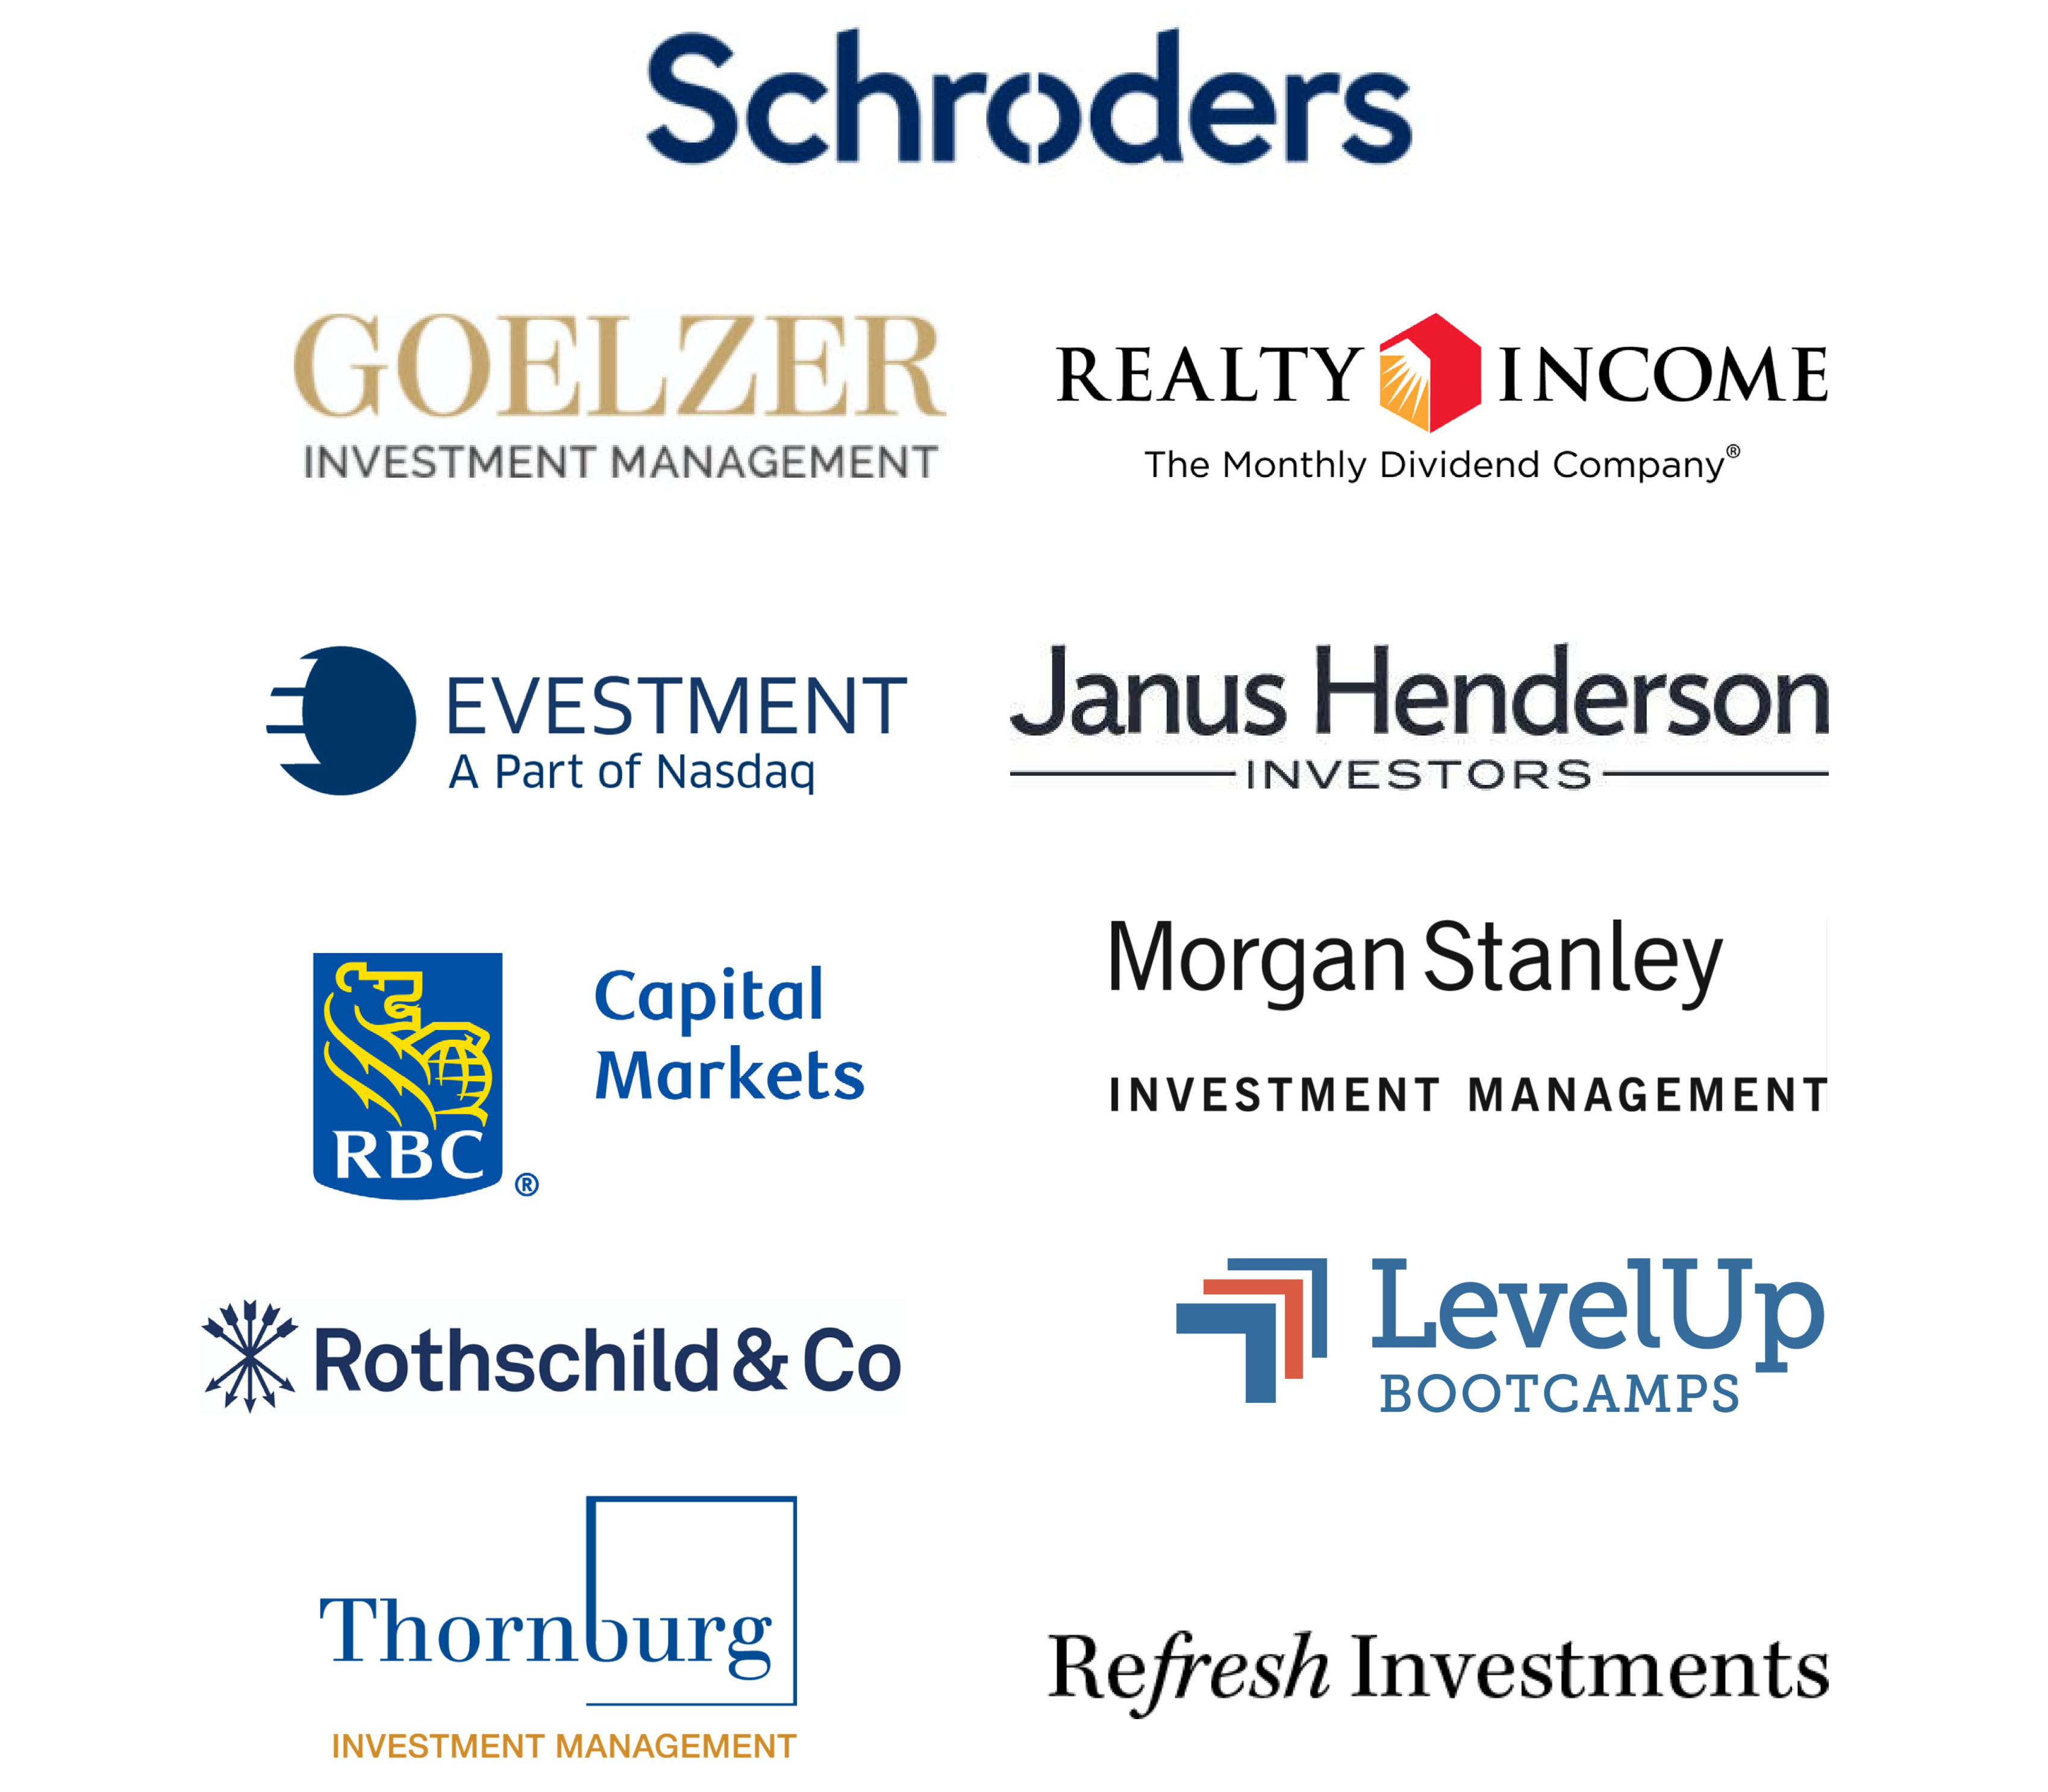 Schroders
GOELZER
INVESTMENT MANAGEMENT
REALTY INCOME
The Monthly Dividend Company®
EVESTMENT
A Part of Nasdaq
Janus Henderson
INVESTORS
RBC ®
Capital
Markets
Morgan Stanley
INVESTMENT MANAGEMENT
Rothschild & Co
LevelUp
BOOTCAMPS
Thornburg
INVESTMENT MANAGEMENT
Refresh Investments